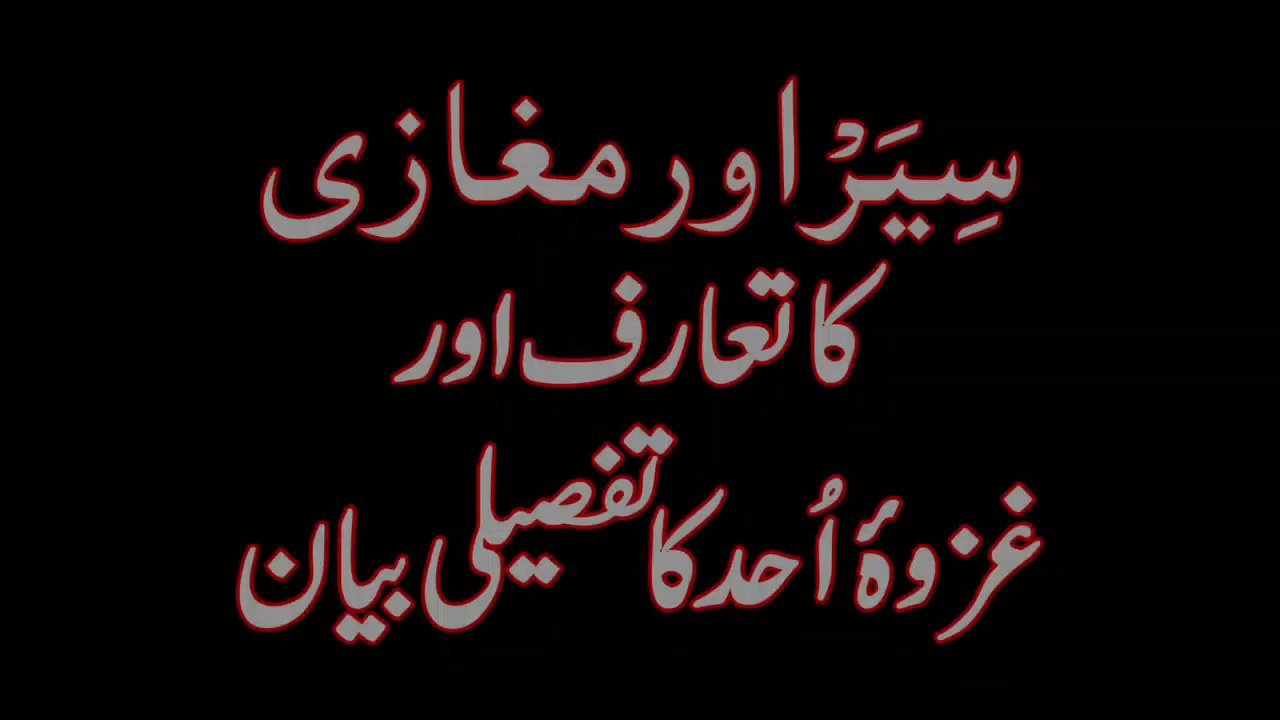 سِیَرْ اور مغازی
کا تعارف اور
غزوۂ اُحد کا تفصیلی بیان